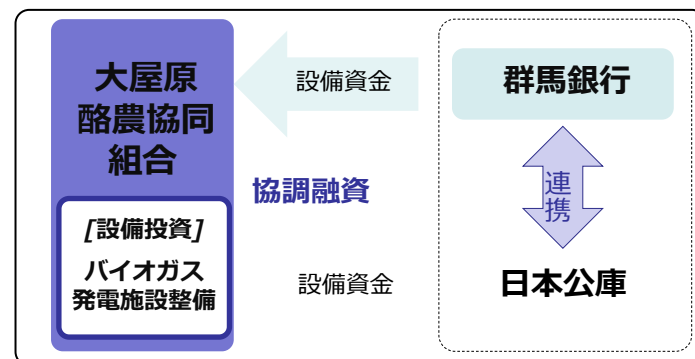 大屋原
酪農協同
組合
[設備投資]
バイオガス
発電施設整備
設備資金
協調融資
設備資金
群馬銀行
連携
日本公庫